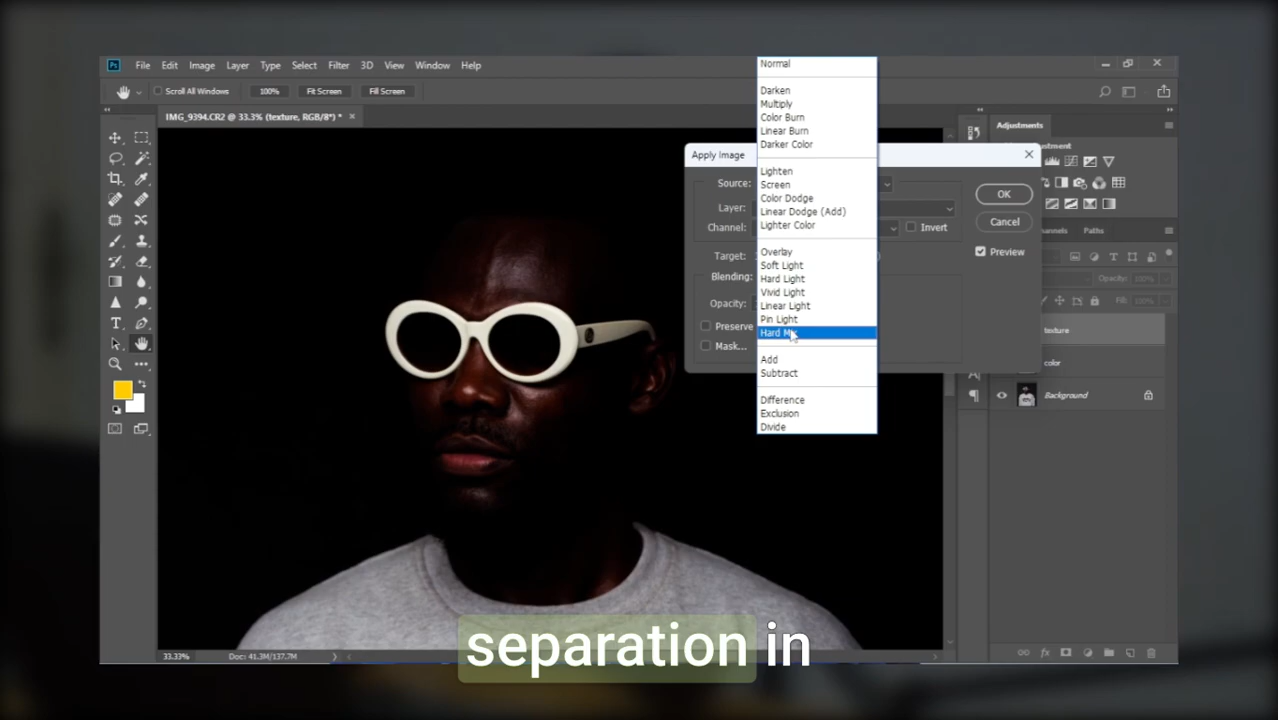 Ps File Edit Image Layer Type Select Filter 3D View Window Help
Scroll All Windows 100% Fit Screen Fill Screen
IMG_9394.CR2 @ 33.3% (texture, RGB/8*) *
Normal
Darken
Multiply
Color Burn
Linear Burn
Darker Color
Lighten
Screen
Color Dodge
Linear Dodge (Add)
Lighter Color
Overlay
Soft Light
Hard Light
Vivid Light
Linear Light
Pin Light
Hard
Add
Subtract
Difference
Exclusion
Divide
Apply Image
Source:
Layer:
Channel:
Invert
Target:
Blending:
Opacity:
Preserve
Mask...
OK
Cancel
Preview
Adjustments
Paths
Opacity: 100%
Fill: 100%
texture
color
Background
33.33% Doc: 41.3M/137.7M
separation in